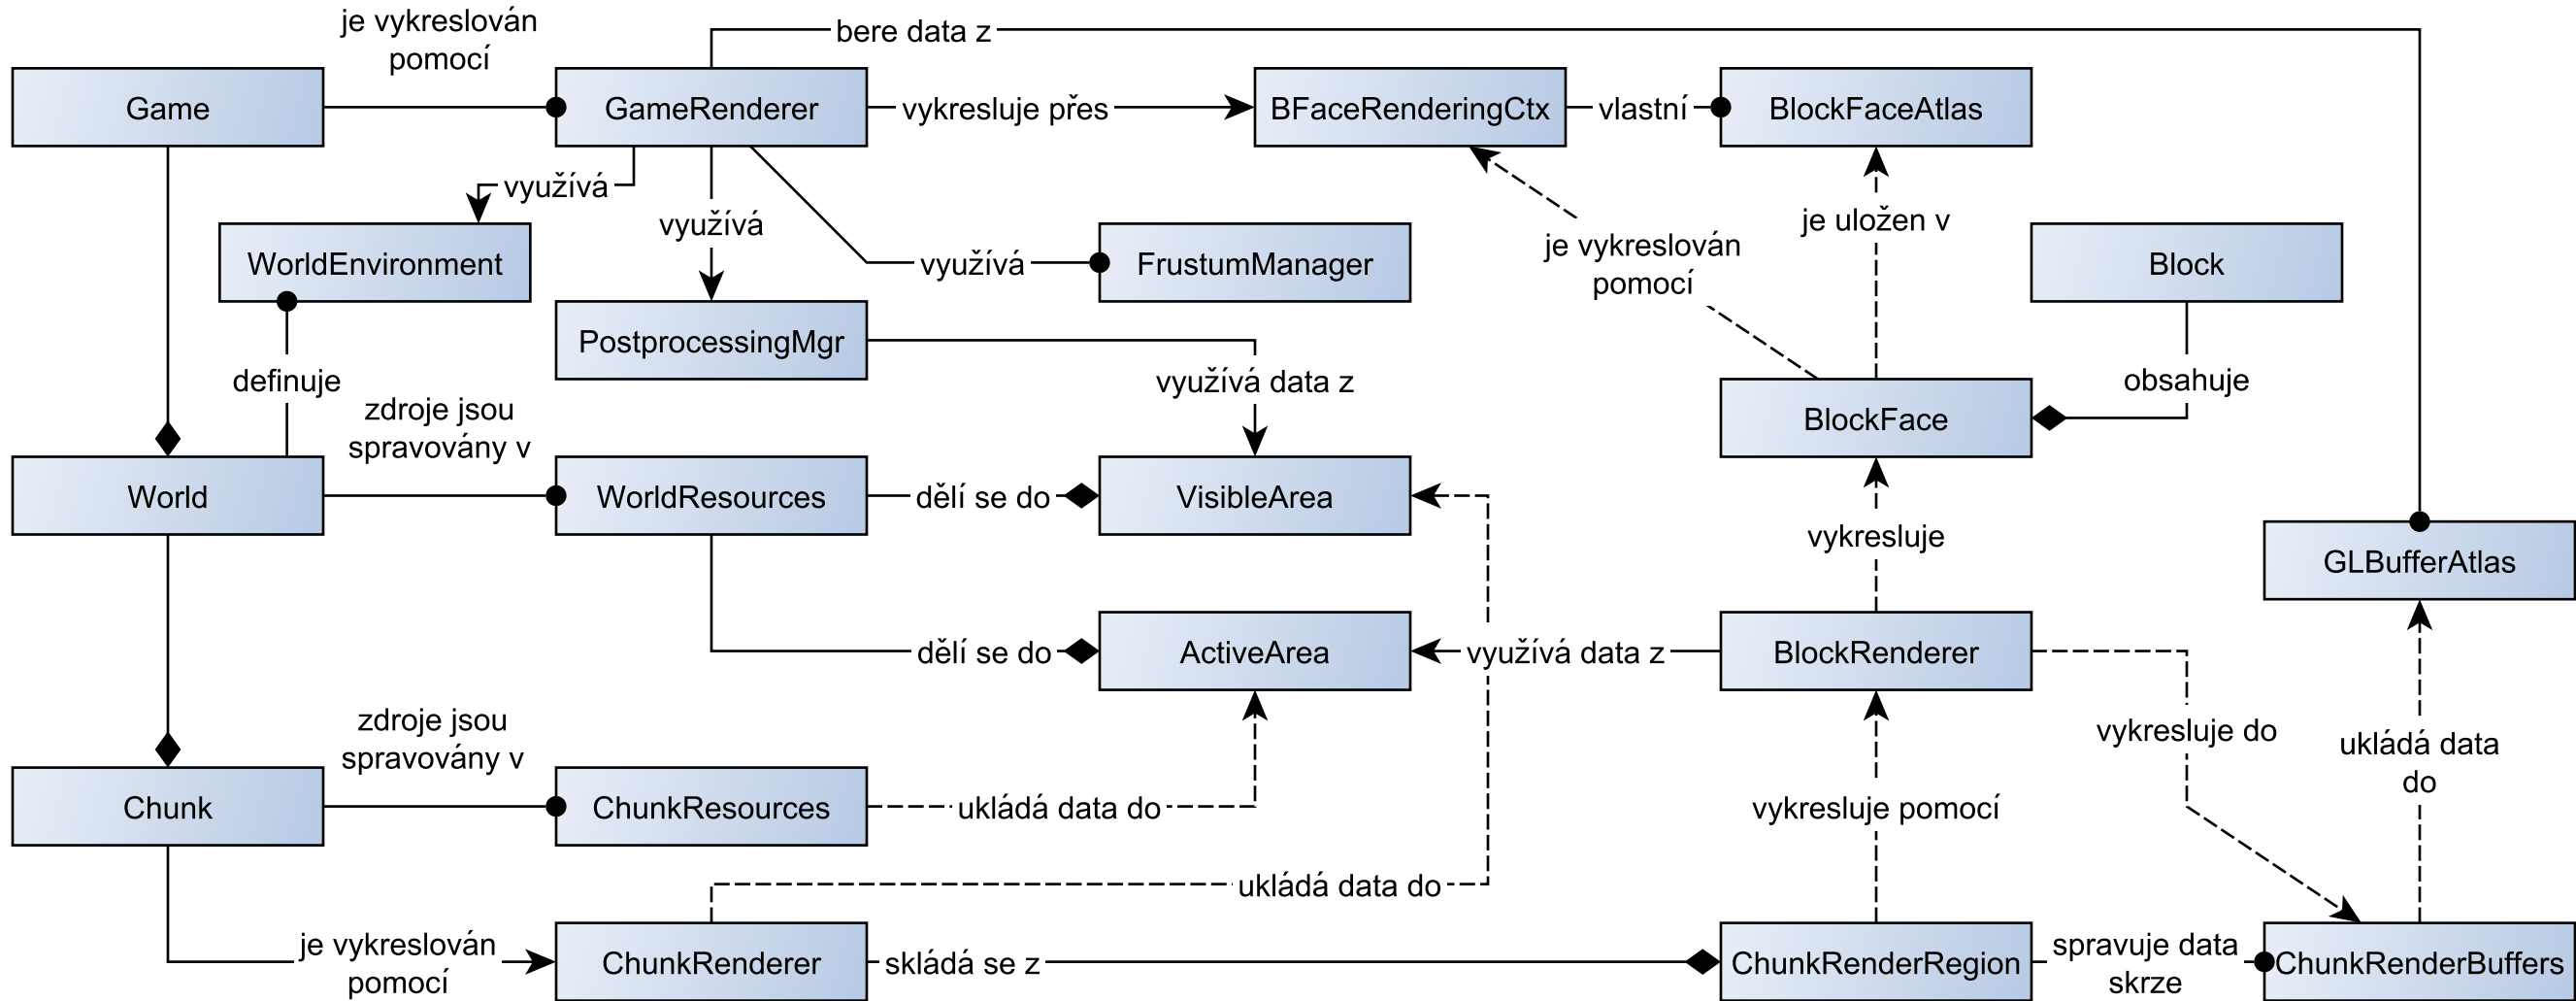 je vykreslován
pomocí
bere data z
Game
GameRenderer
vykresluje přes
BFaceRenderingCtx
vlastní
BlockFaceAtlas
využívá
využívá
je uložen v
je vykreslován
pomocí
WorldEnvironment
využívá
FrustumManager
Block
PostprocessingMgr
definuje
využívá data z
obsahuje
zdroje jsou
spravovány v
BlockFace
World
WorldResources
dělí se do
VisibleArea
vykresluje
GLBufferAtlas
dělí se do
ActiveArea
využívá data z
BlockRenderer
zdroje jsou
spravovány v
vykresluje do
ukládá data
do
Chunk
ChunkResources
ukládá data do
vykresluje pomocí
ukládá data do
je vykreslován
pomocí
ChunkRenderer
skládá se z
ChunkRenderRegion
spravuje data
skrze
ChunkRenderBuffers